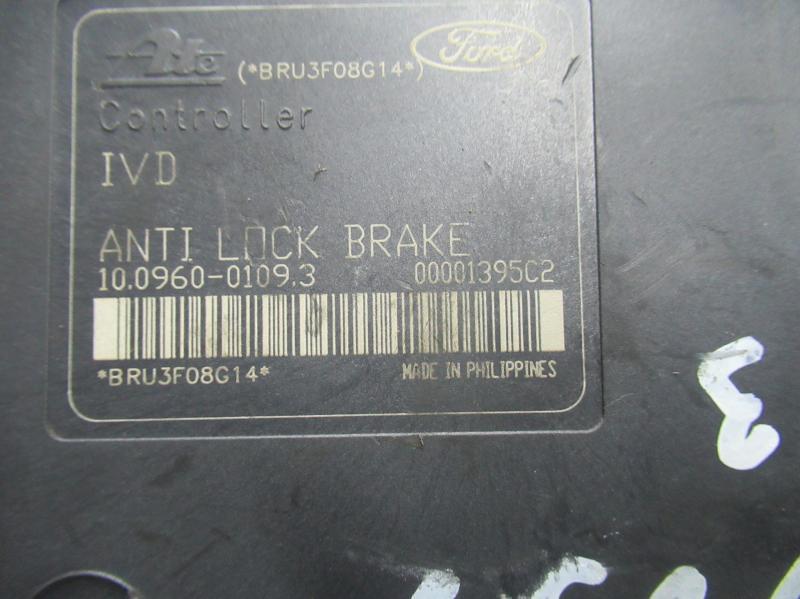 Ate (*BRU3F08G14*) Ford
Controller
IVD
ANTI LOCK BRAKE
10.0960-0109.3 00001395C2
*BRU3F08G14* MADE IN PHILIPPINES